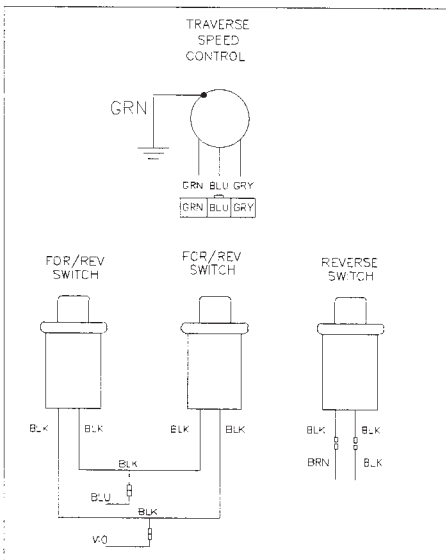 TRAVERSE
SPEED
CONTROL
GRN
GRN BLU GRY
GRN BLU GRY
FOR/REV
SWITCH
FOR/REV
SWITCH
REVERSE
SWITCH
BLK BLK BLK BLK BLK BLK
BLK
BRN BLK
BLU
BLK
VIO